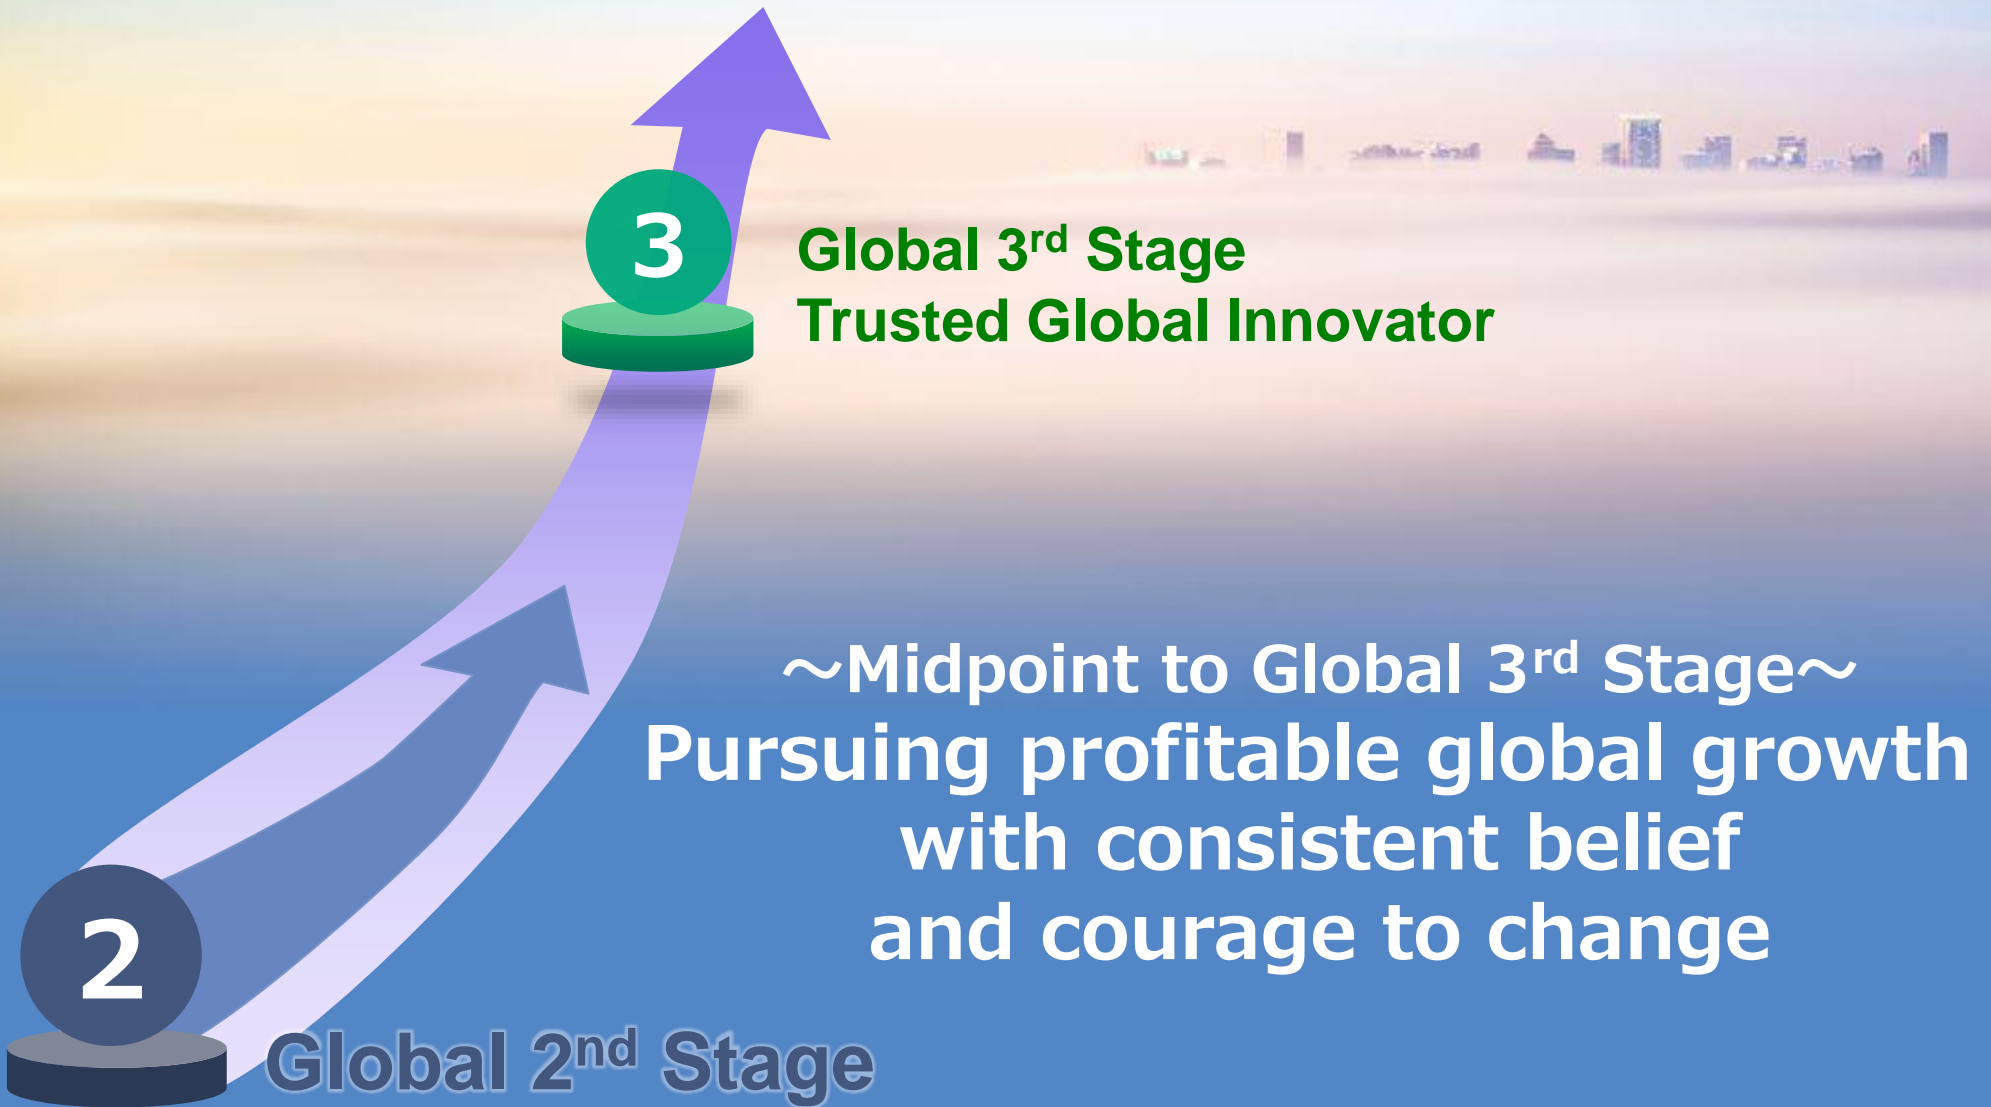 3
Global 3rd Stage
Trusted Global Innovator
～Midpoint to Global 3rd Stage～
Pursuing profitable global growth
with consistent belief
and courage to change
2
Global 2nd Stage